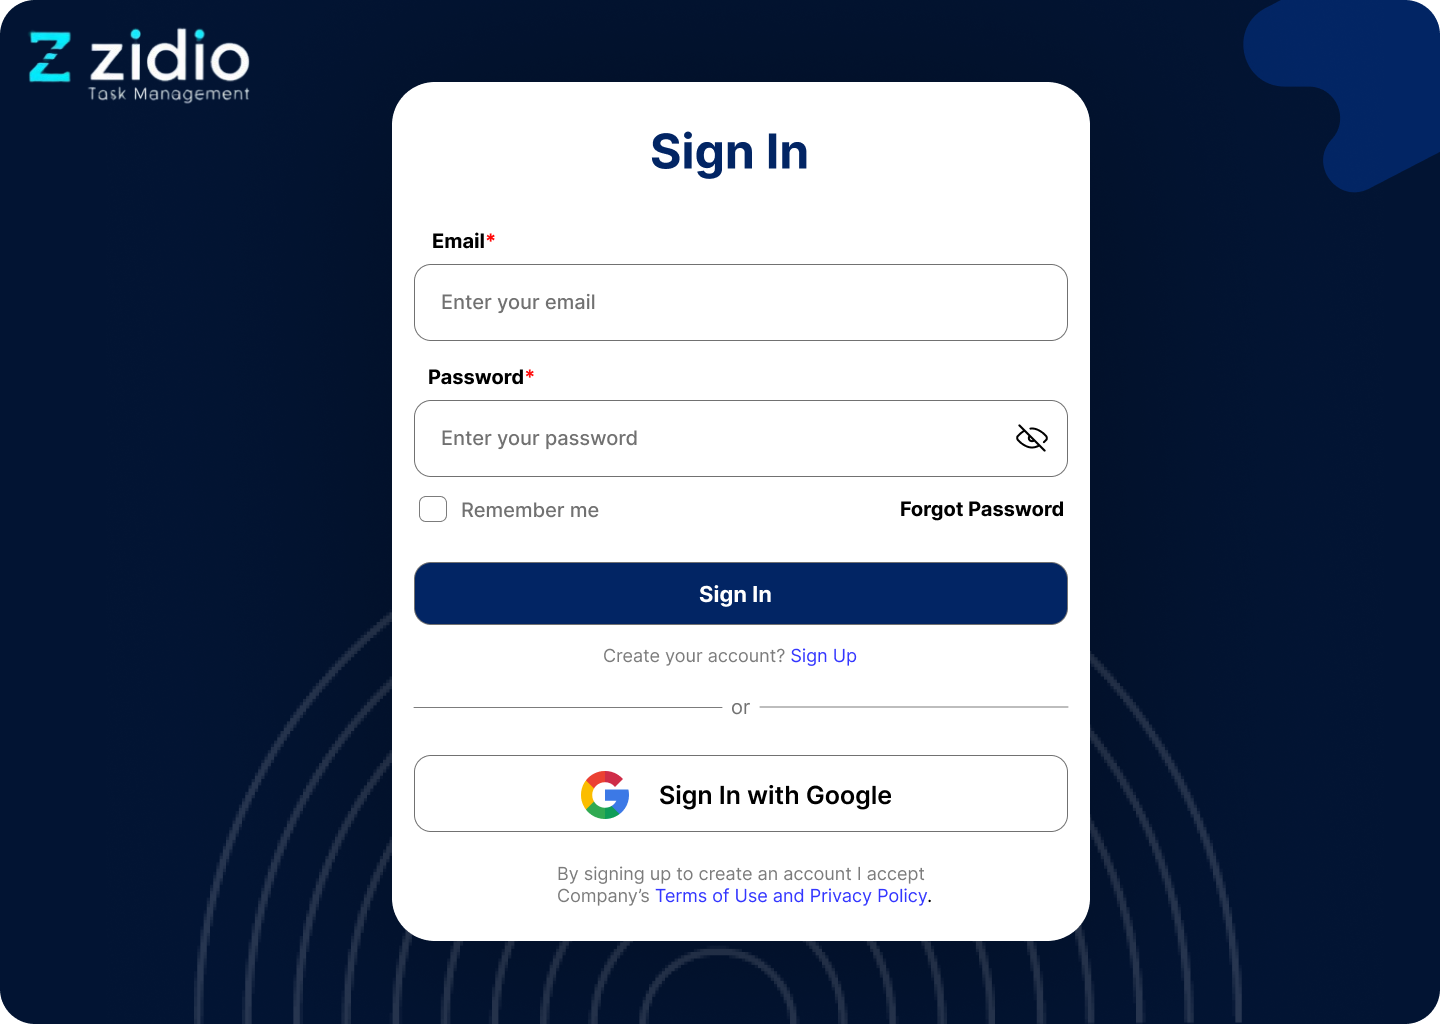 zidio
Task Management
Sign In
Email*
Enter your email
Password*
Enter your password
Remember me
Forgot Password
Sign In
Create your account? Sign Up
or
Sign In with Google
By signing up to create an account I accept
Company’s Terms of Use and Privacy Policy.